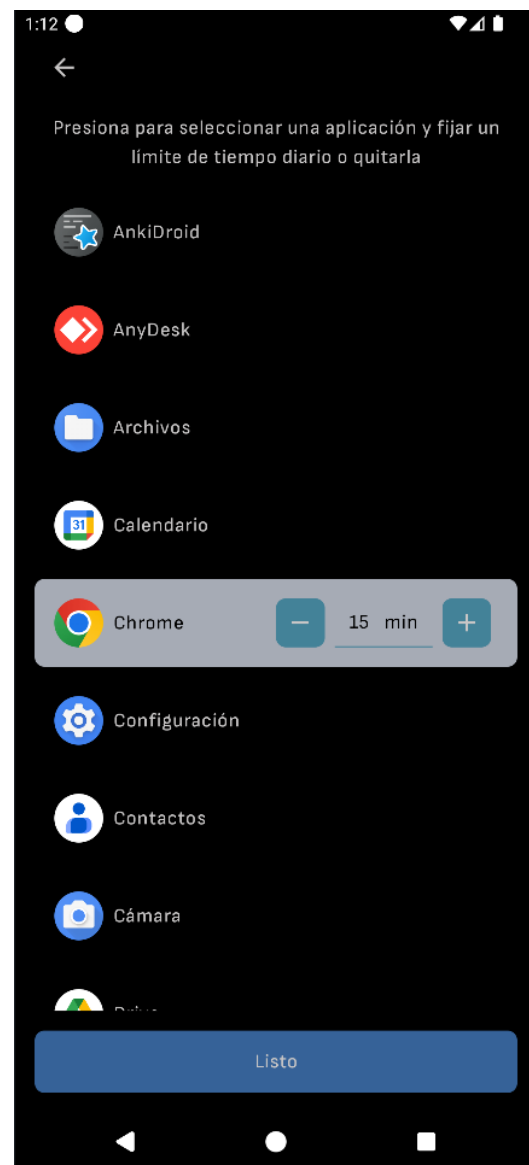 1:12
Presiona para seleccionar una aplicación y fijar un
límite de tiempo diario o quitarla
AnkiDroid
AnyDesk
Archivos
31
Calendario
Chrome
15 min
Configuración
Contactos
Cámara
Drive
Listo